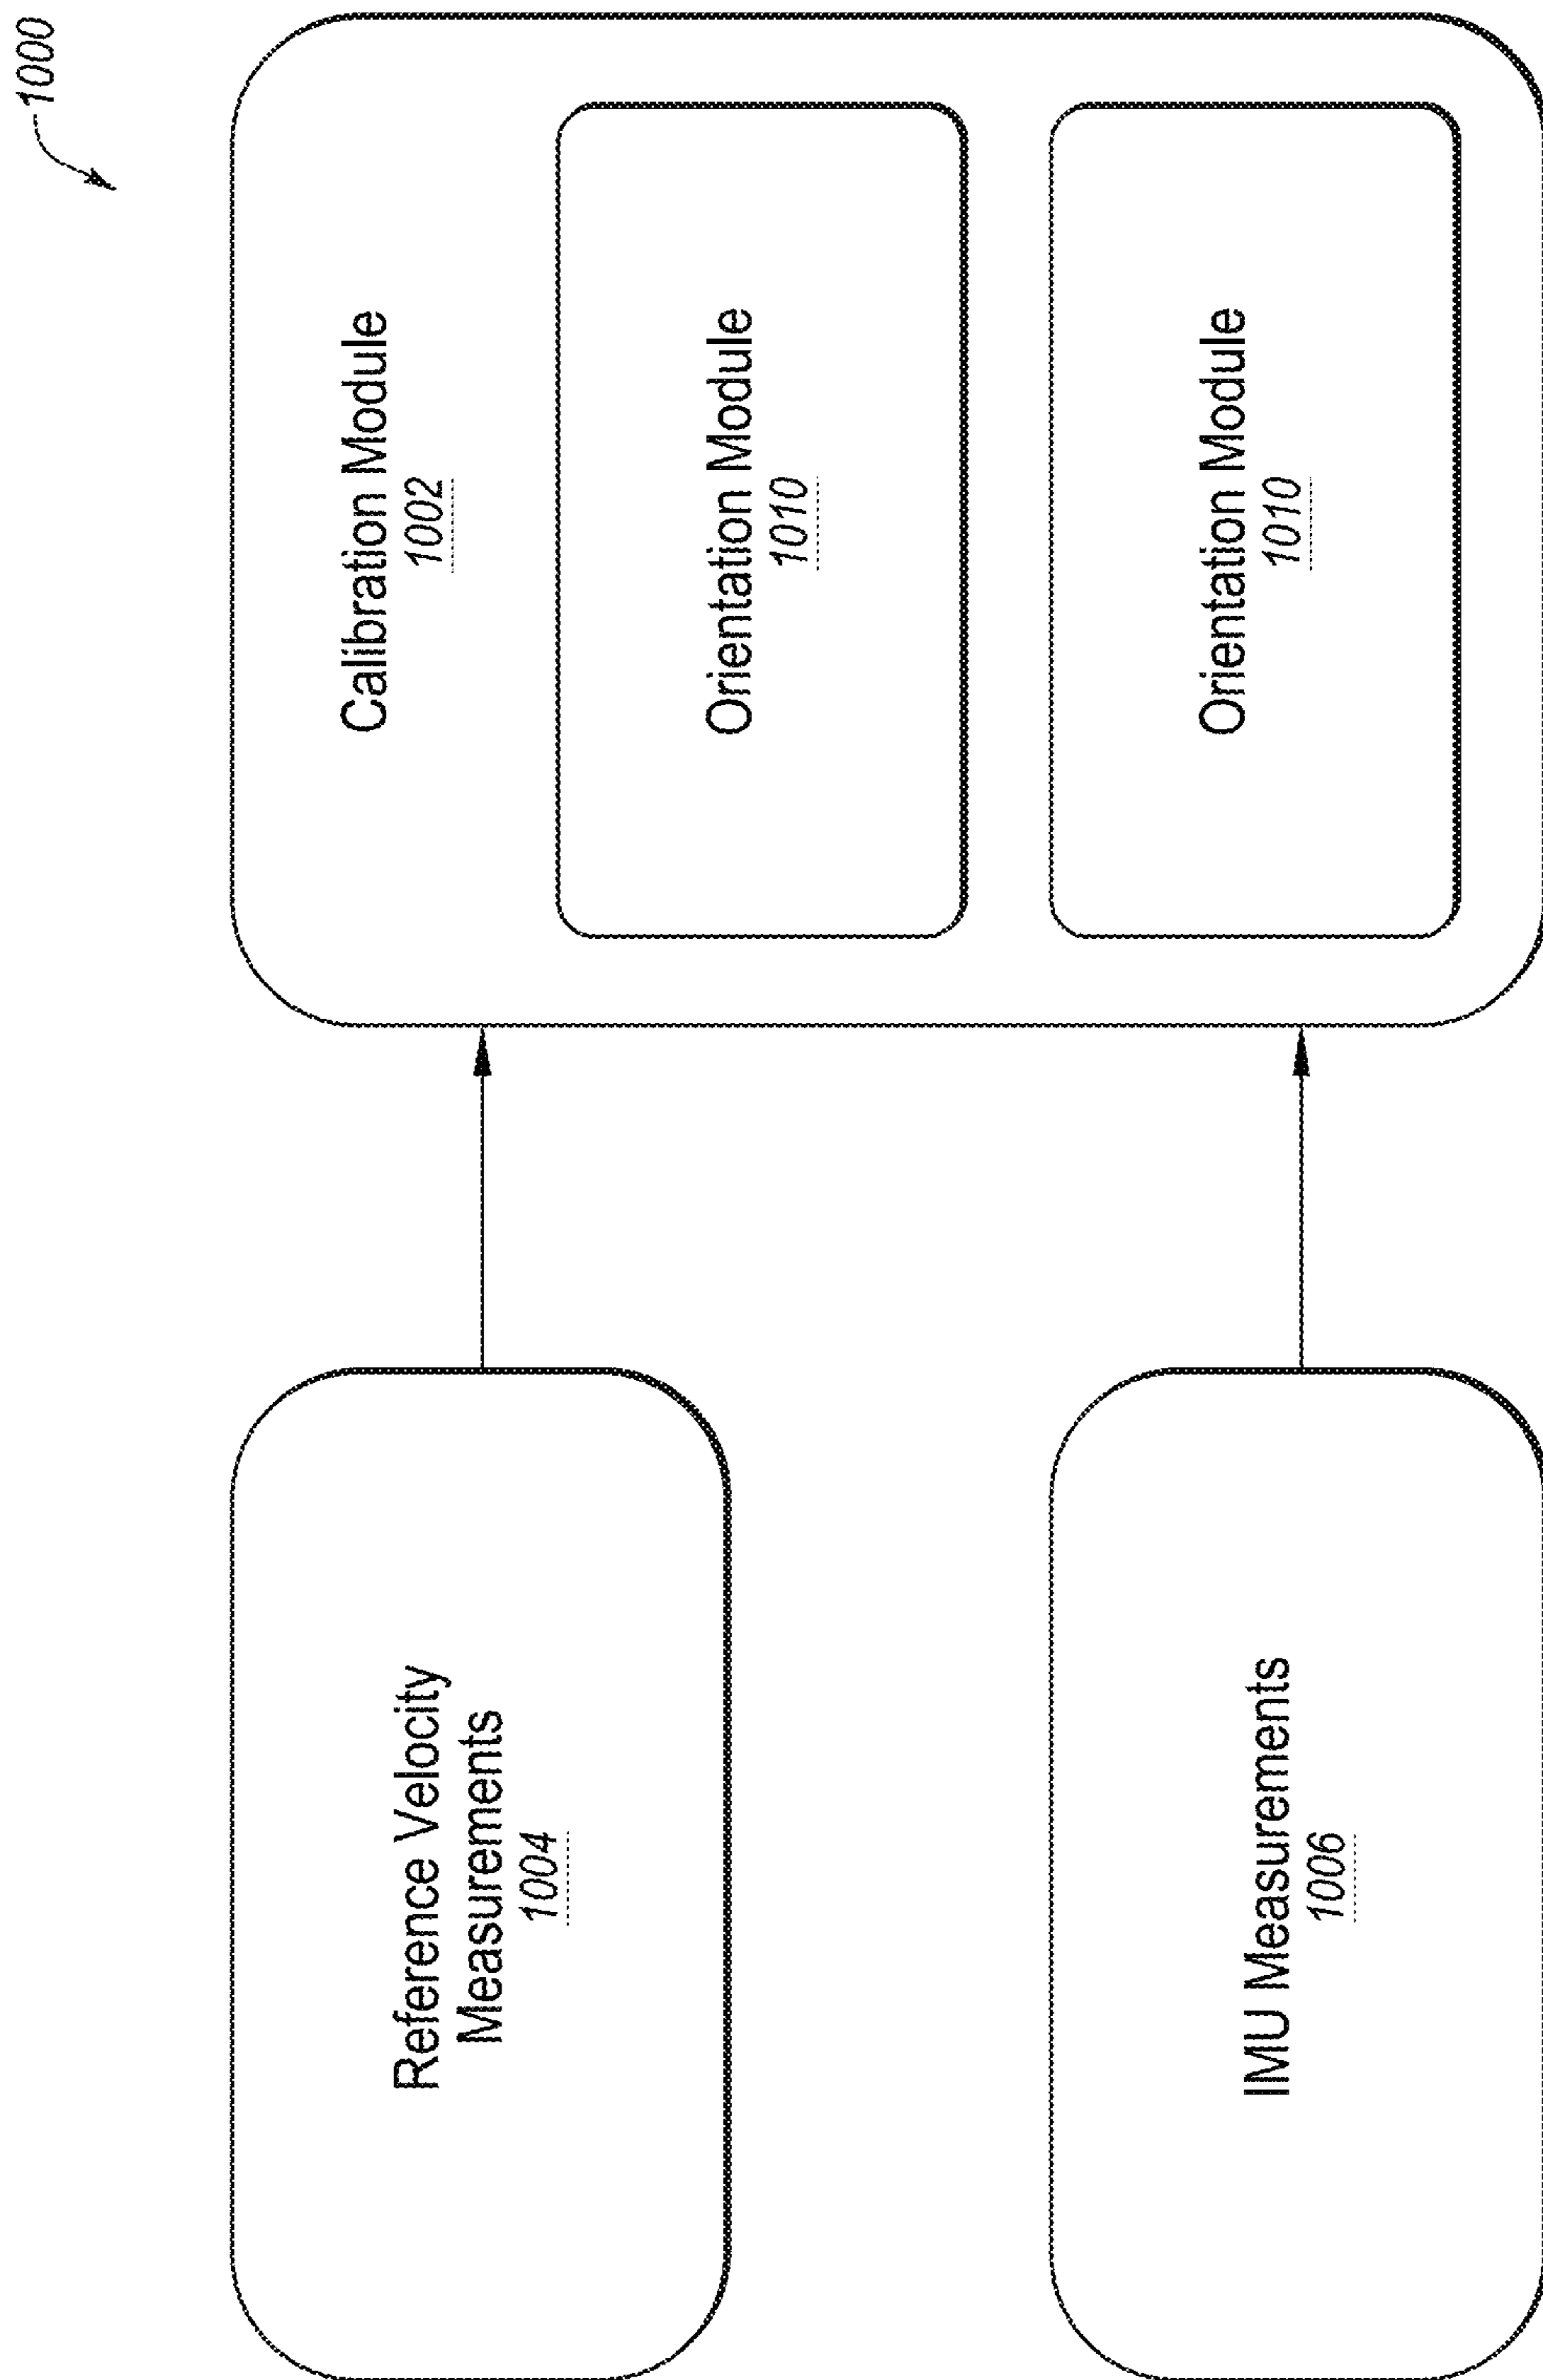 1000
Calibration Module
1002
Orientation Module
1010
Orientation Module
1010
Reference Velocity
Measurements
1004
IMU Measurements
1006